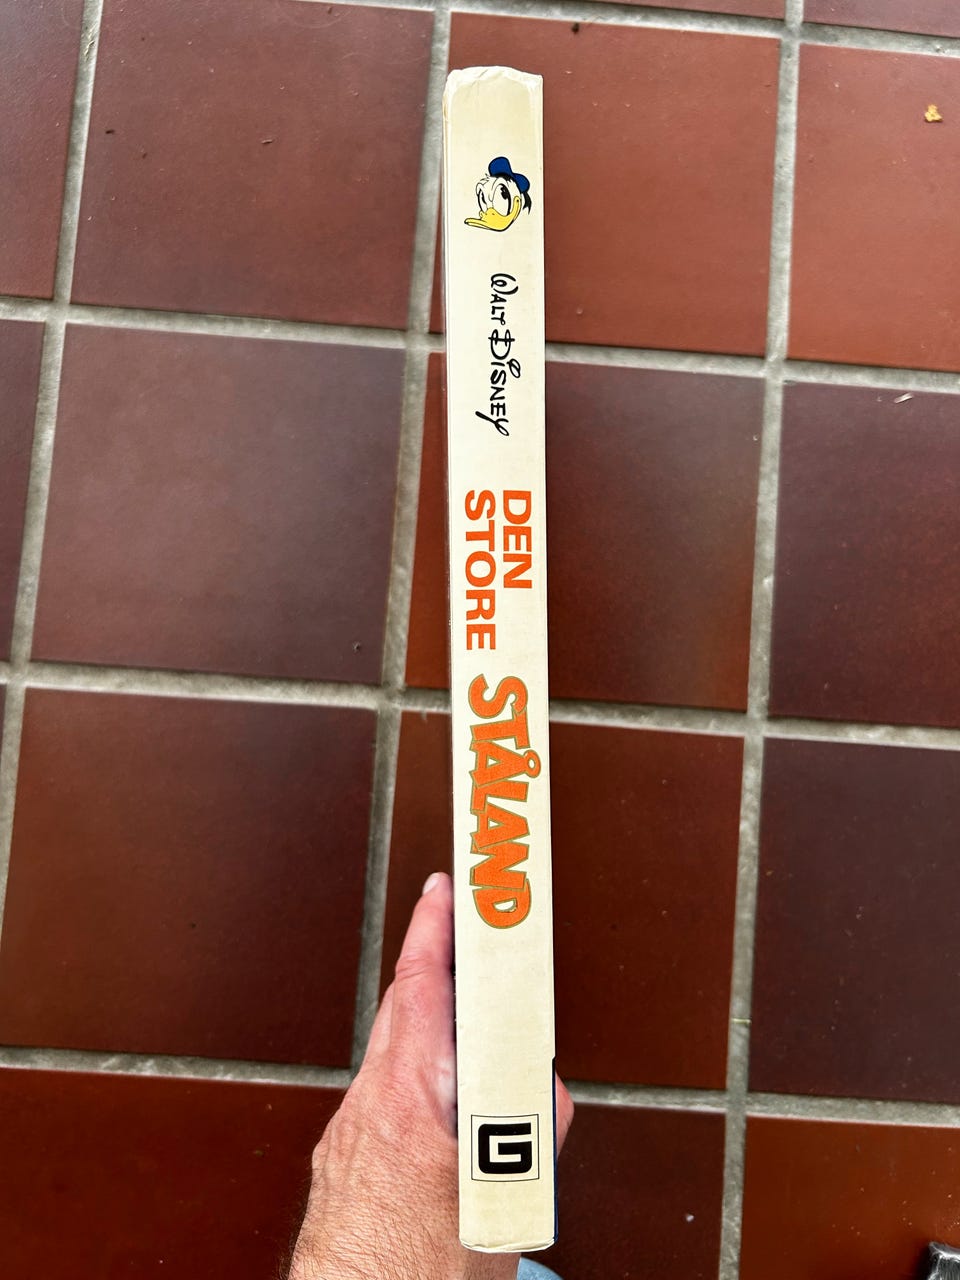 WALT DISNEY
DEN
STORE
STÅLAND
G